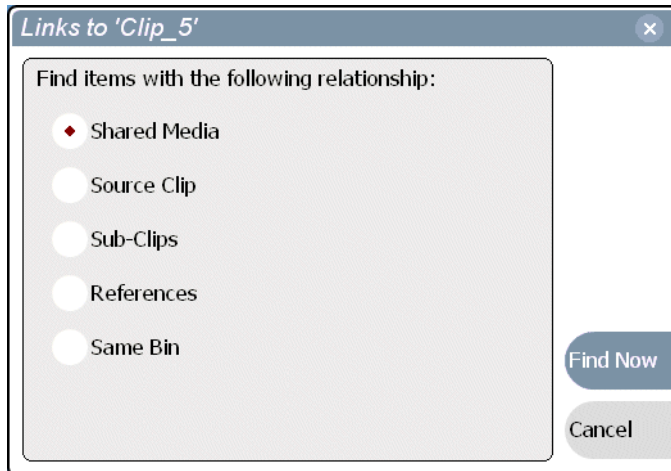 Links to 'Clip_5'
Find items with the following relationship:
Shared Media
Source Clip
Sub-Clips
References
Same Bin
Find Now
Cancel